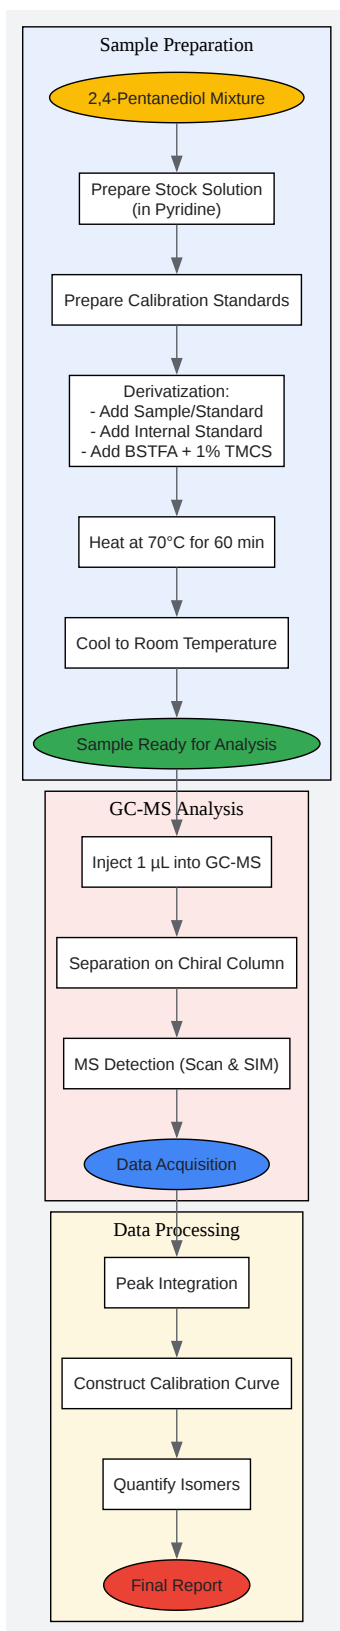 Sample Preparation
2,4-Pentanediol Mixture
Prepare Stock Solution
(in Pyridine)
Prepare Calibration Standards
Derivatization:
- Add Sample/Standard
- Add Internal Standard
- Add BSTFA + 1% TMCS
Heat at 70°C for 60 min
Cool to Room Temperature
Sample Ready for Analysis
GC-MS Analysis
Inject 1 µL into GC-MS
Separation on Chiral Column
MS Detection (Scan & SIM)
Data Acquisition
Data Processing
Peak Integration
Construct Calibration Curve
Quantify Isomers
Final Report